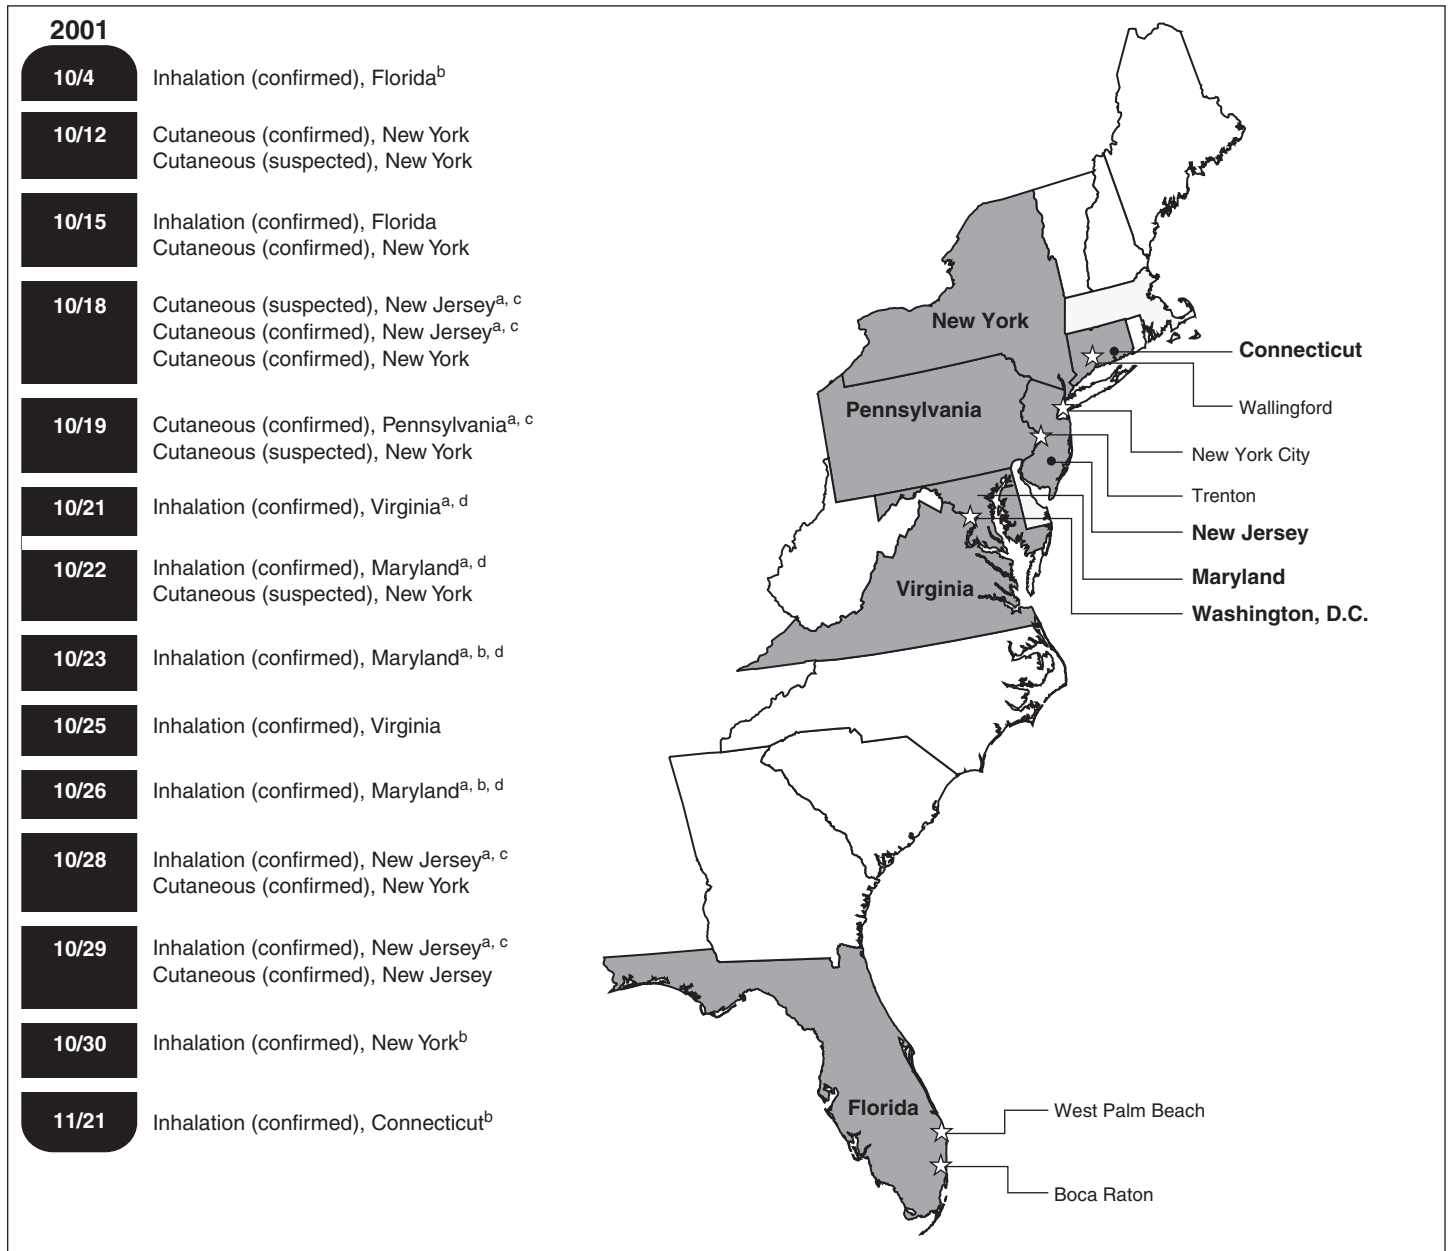 2001
10/4 Inhalation (confirmed), Florida^b
10/12 Cutaneous (confirmed), New York
Cutaneous (suspected), New York
10/15 Inhalation (confirmed), Florida
Cutaneous (confirmed), New York
10/18 Cutaneous (suspected), New Jersey^a, c
Cutaneous (confirmed), New Jersey^a, c
Cutaneous (confirmed), New York
10/19 Cutaneous (confirmed), Pennsylvania^a, c
Cutaneous (suspected), New York
10/21 Inhalation (confirmed), Virginia^a, d
10/22 Inhalation (confirmed), Maryland^a, d
Cutaneous (suspected), New York
10/23 Inhalation (confirmed), Maryland^a, b, d
10/25 Inhalation (confirmed), Virginia
10/26 Inhalation (confirmed), Maryland^a, b, d
10/28 Inhalation (confirmed), New Jersey^a, c
Cutaneous (confirmed), New York
10/29 Inhalation (confirmed), New Jersey^a, c
Cutaneous (confirmed), New Jersey
10/30 Inhalation (confirmed), New York^b
11/21 Inhalation (confirmed), Connecticut^b
New York
Connecticut
Pennsylvania
Wallingford
New York City
Trenton
New Jersey
Maryland
Virginia
Washington, D.C.
Florida
West Palm Beach
Boca Raton